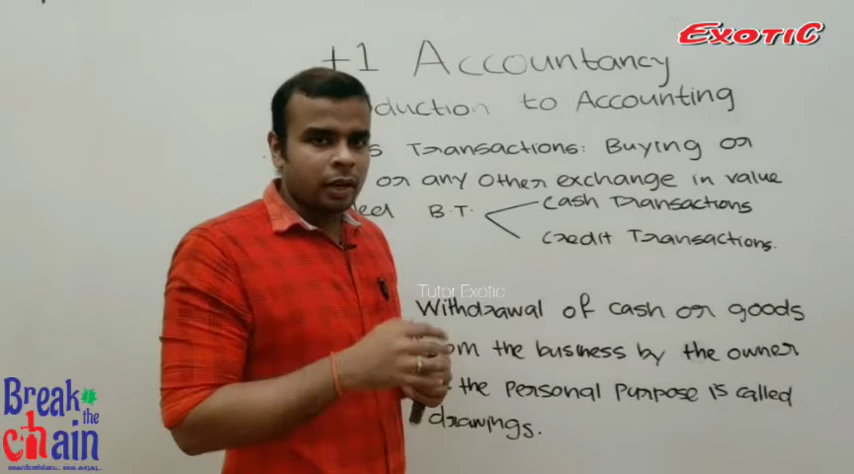 EXOTIC
+1 Accountancy
oduction to Accounting
s Transactions: Buying or
or any other exchange in value
led B.T. Cash Transactions
Credit Transactions.
Tutor Exotic
Withdrawal of cash or goods
om the business by the owner
the personal purpose is called
drawings.
Break
the
chain